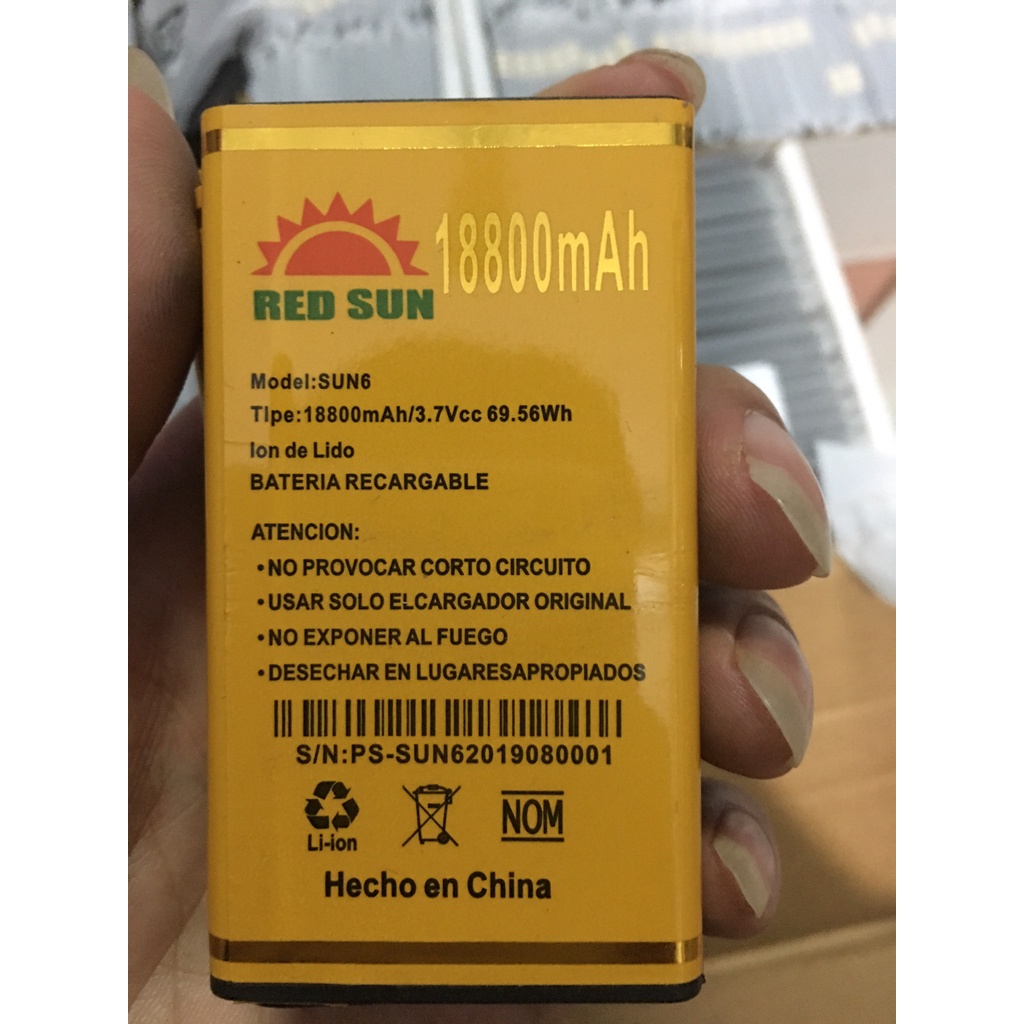 RED SUN
18800mAh
Model:SUN6
TIpe:18800mAh/3.7Vcc 69.56Wh
Ion de Lido
BATERIA RECARGABLE
ATENCION:
•NO PROVOCAR CORTO CIRCUITO
•USAR SOLO ELCARGADOR ORIGINAL
•NO EXPONER AL FUEGO
•DESECHAR EN LUGARESAPROPIADOS
S/N:PS-SUN62019080001
Li-ion
NOM
Hecho en China